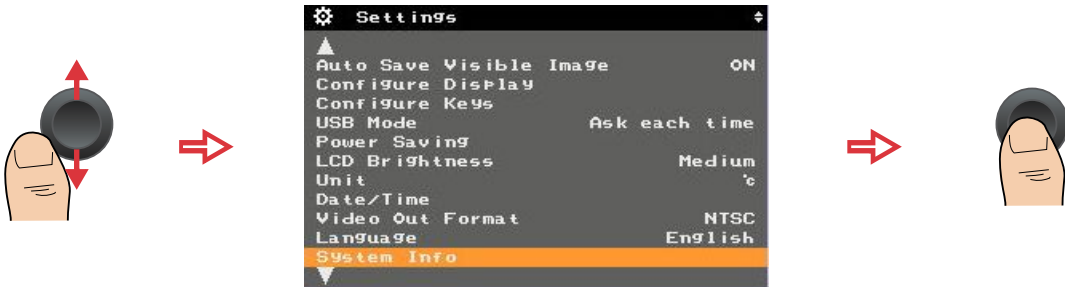 Settings
Auto Save Visible Image ON
Configure Display
Configure Keys
USB Mode Ask each time
Power Saving
LCD Brightness Medium
Unit °c
Date/Time
Video Out Format NTSC
Language English
System Info